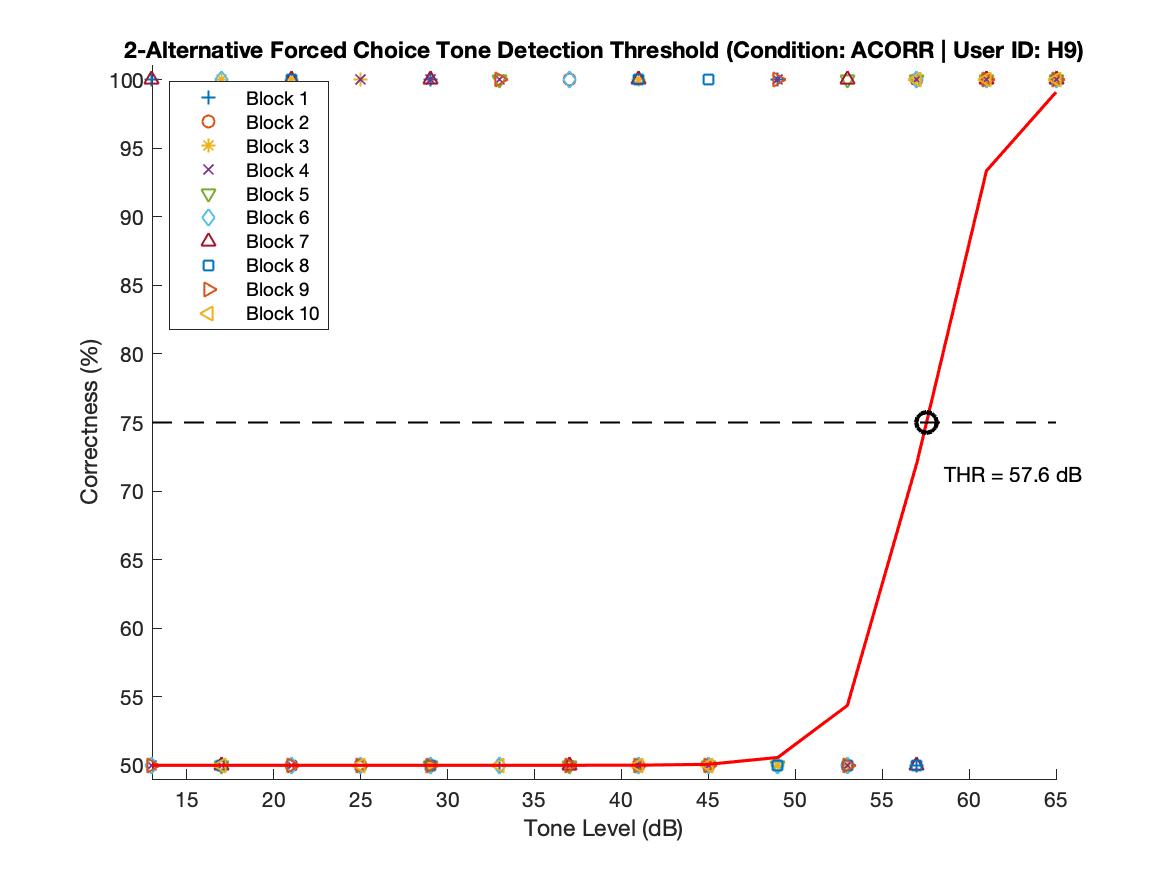 2-Alternative Forced Choice Tone Detection Threshold (Condition: ACORR | User ID: H9)
100
95
90
85
80
75
70
65
60
55
50
Correctness (%)
Block 1
Block 2
Block 3
Block 4
Block 5
Block 6
Block 7
Block 8
Block 9
Block 10
THR = 57.6 dB
15 20 25 30 35 40 45 50 55 60 65
Tone Level (dB)